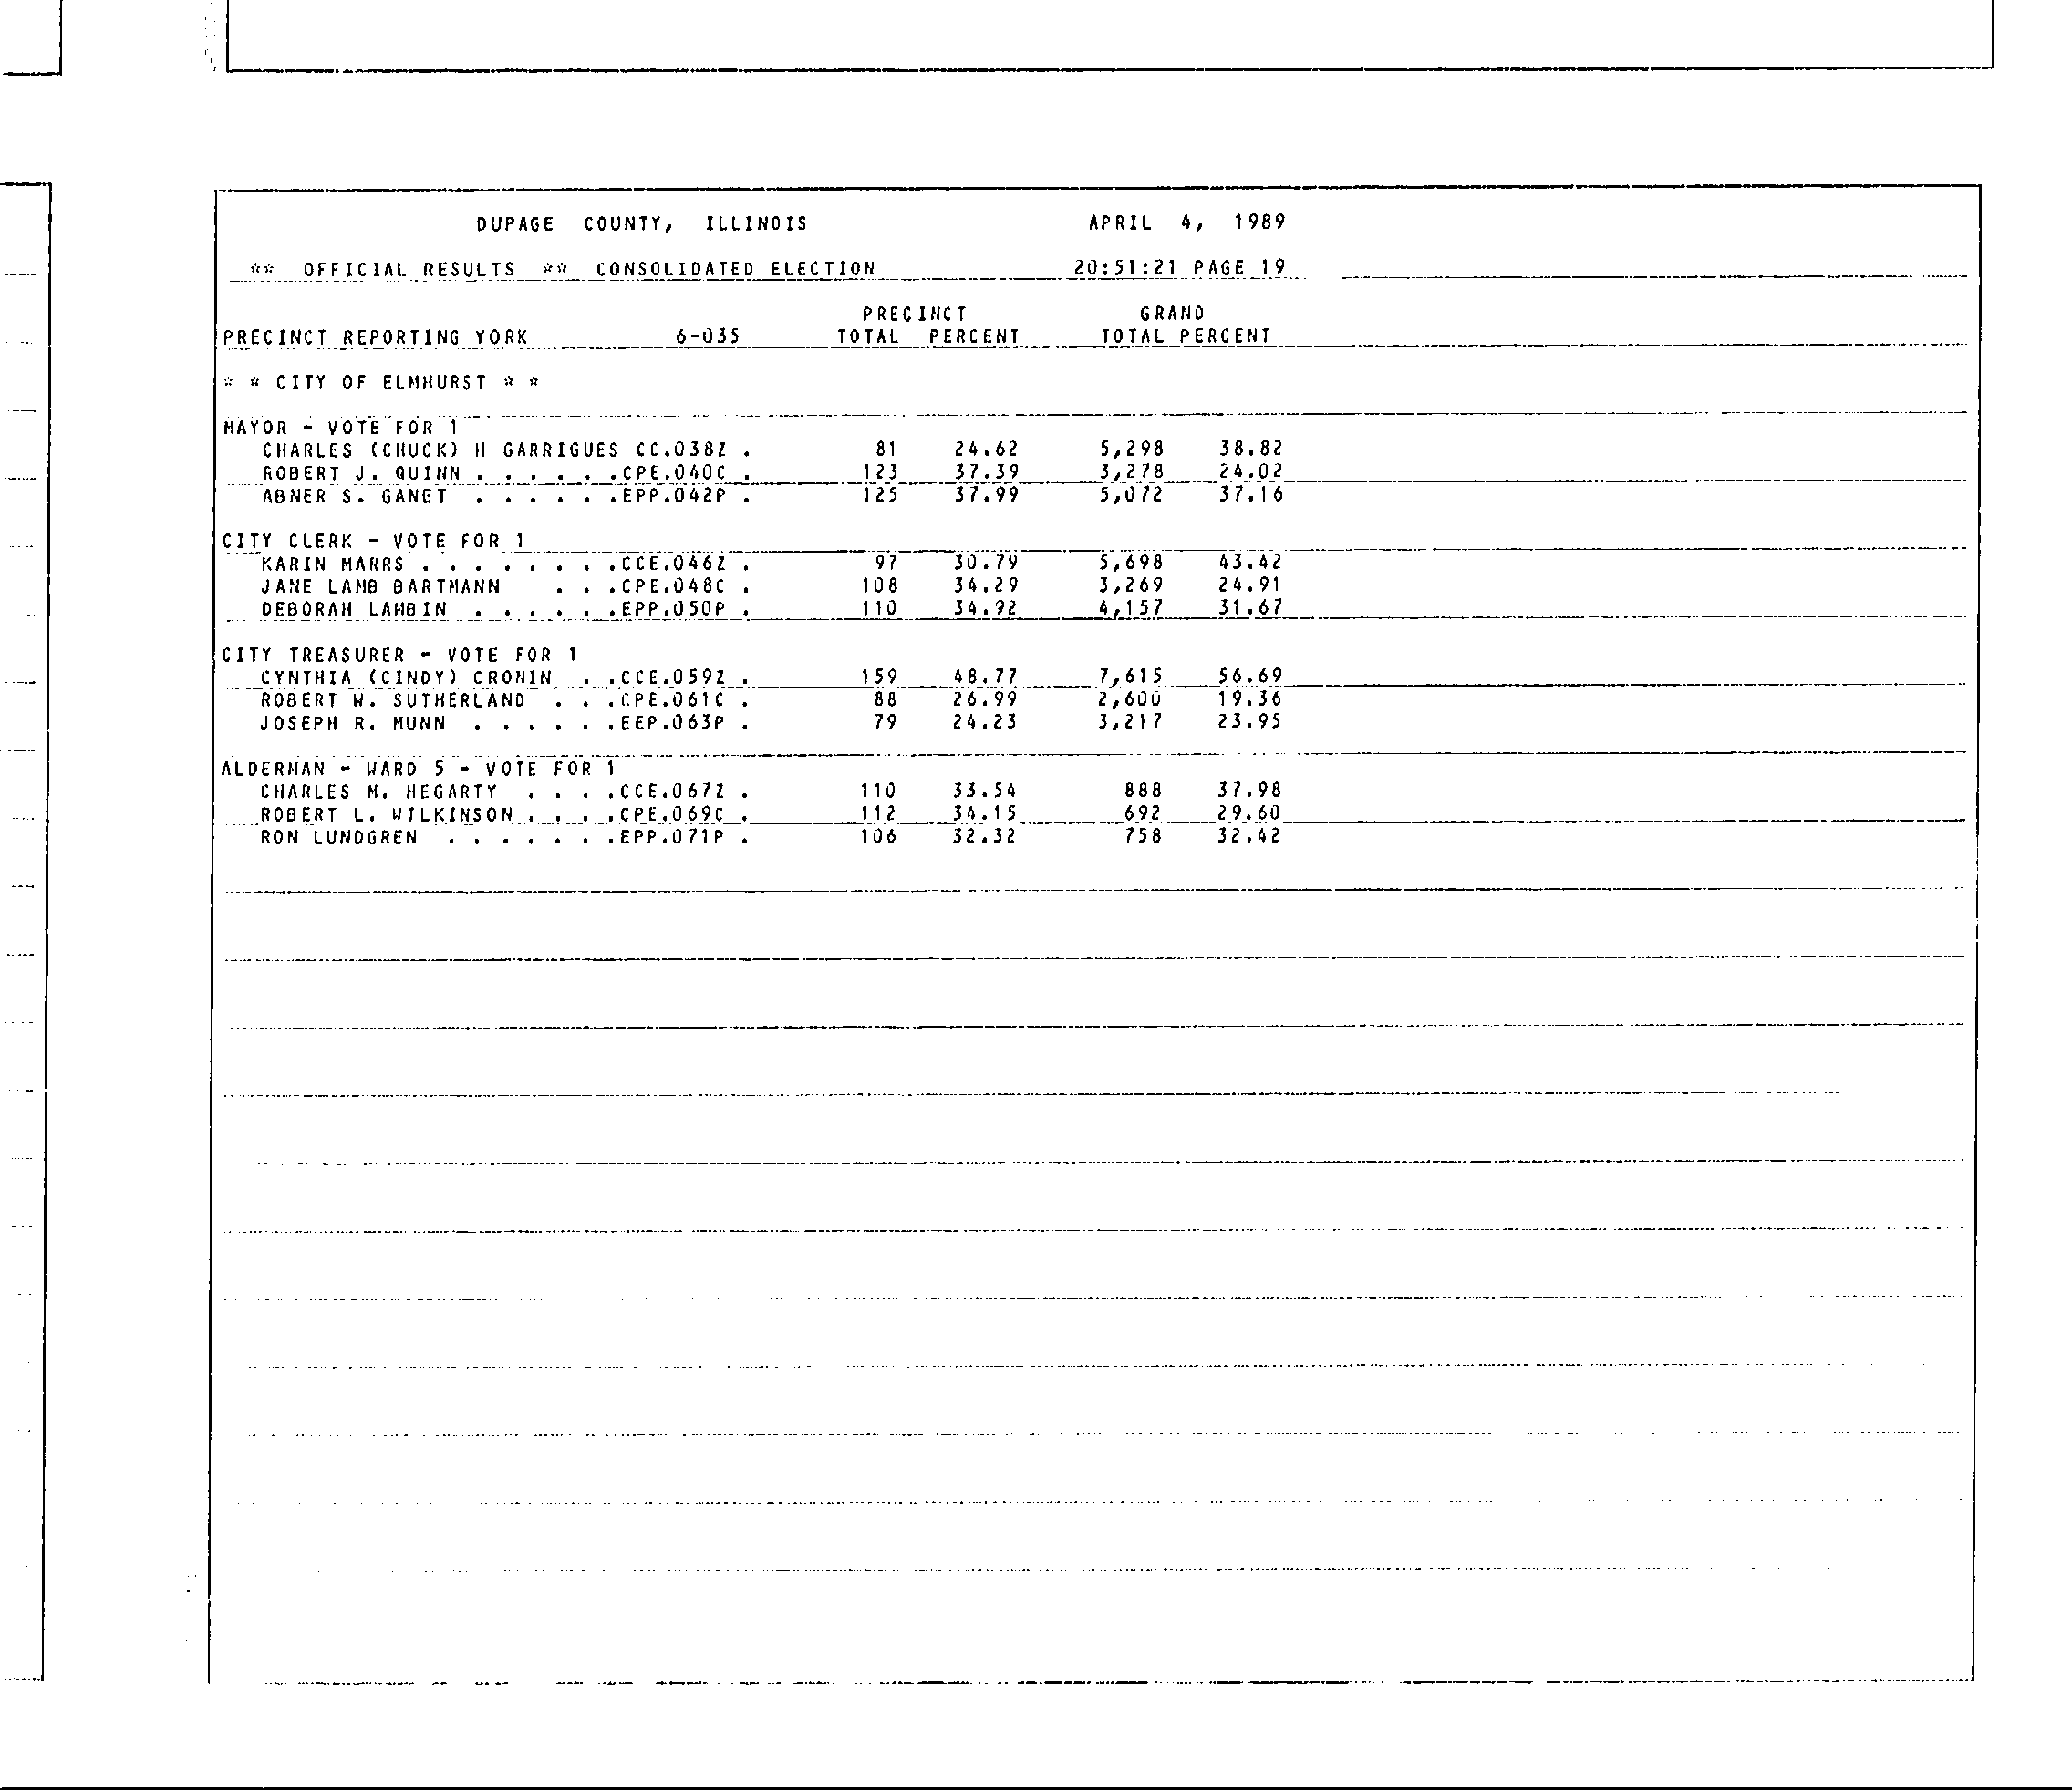 DUPAGE COUNTY, ILLINOIS APRIL 4, 1989
** OFFICIAL RESULTS ** CONSOLIDATED ELECTION 20:51:21 PAGE 19
PRECINCT GRAND
PRECINCT REPORTING YORK 6-035 TOTAL PERCENT TOTAL PERCENT
* * CITY OF ELMHURST * *
MAYOR - VOTE FOR 1
CHARLES (CHUCK) H GARRIGUES CC.038Z . 81 24.62 5,298 38.82
ROBERT J. QUINN . . . . . .CPE.040C . 123 37.39 3,278 24.02
ABNER S. GANET . . . . . .EPP.042P . 125 37.99 5,072 37.16
CITY CLERK - VOTE FOR 1
KARIN MARRS . . . . . . . .CCE.046Z . 97 30.79 5,698 43.42
JANE LAMB BARTMANN . . .CPE.048C . 108 34.29 3,269 24.91
DEBORAH LAMBIN . . . . . .EPP.050P . 110 34.92 4,157 31.67
CITY TREASURER - VOTE FOR 1
CYNTHIA (CINDY) CRONIN . .CCE.059Z . 159 48.77 7,615 56.69
ROBERT W. SUTHERLAND . . .CPE.061C . 88 26.99 2,600 19.36
JOSEPH R. MUNN . . . . . .EEP.063P . 79 24.23 3,217 23.95
ALDERMAN - WARD 5 - VOTE FOR 1
CHARLES M. HEGARTY . . . .CCE.067Z . 110 33.54 888 37.98
ROBERT L. WILKINSON . . . .CPE.069C . 112 34.15 692 29.60
RON LUNDGREN . . . . . . .EPP.071P . 106 32.32 758 32.42